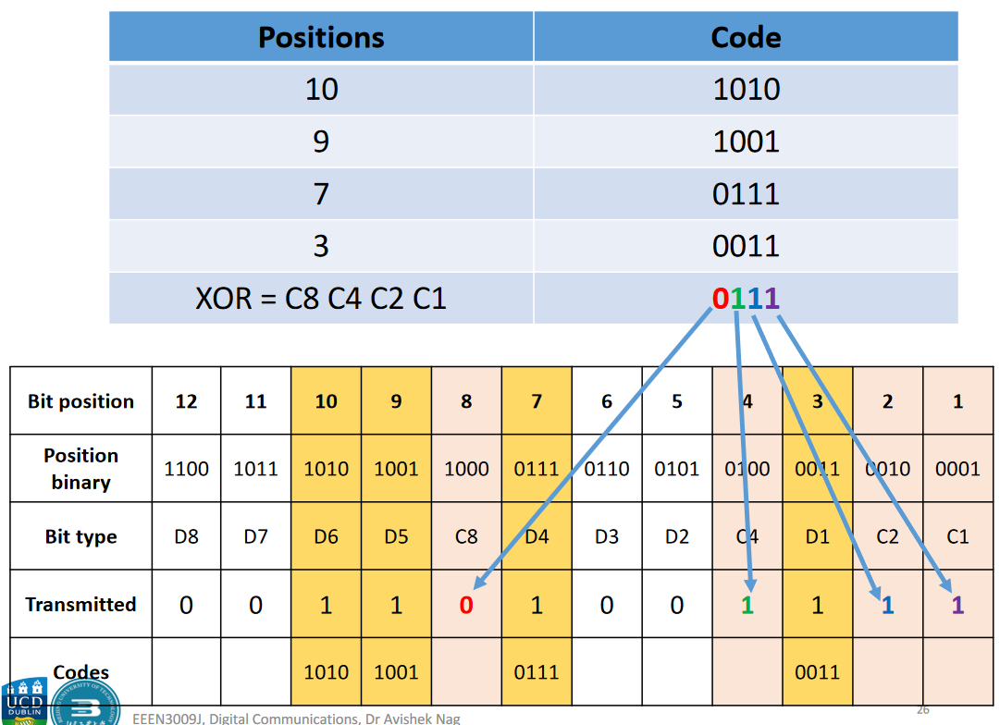 Positions Code
10 1010
9 1001
7 0111
3 0011
XOR = C8 C4 C2 C1 0111
Bit position 12 11 10 9 8 7 6 5 4 3 2 1
Position binary 1100 1011 1010 1001 1000 0111 0110 0101 0100 0011 0010 0001
Bit type D8 D7 D6 D5 C8 D4 D3 D2 C4 D1 C2 C1
Transmitted 0 0 1 1 0 1 0 0 1 1 1 1
Codes 1010 1001 0111 0011
UCD
DUBLIN
EEEN3009J, Digital Communications, Dr Avishek Nag
26